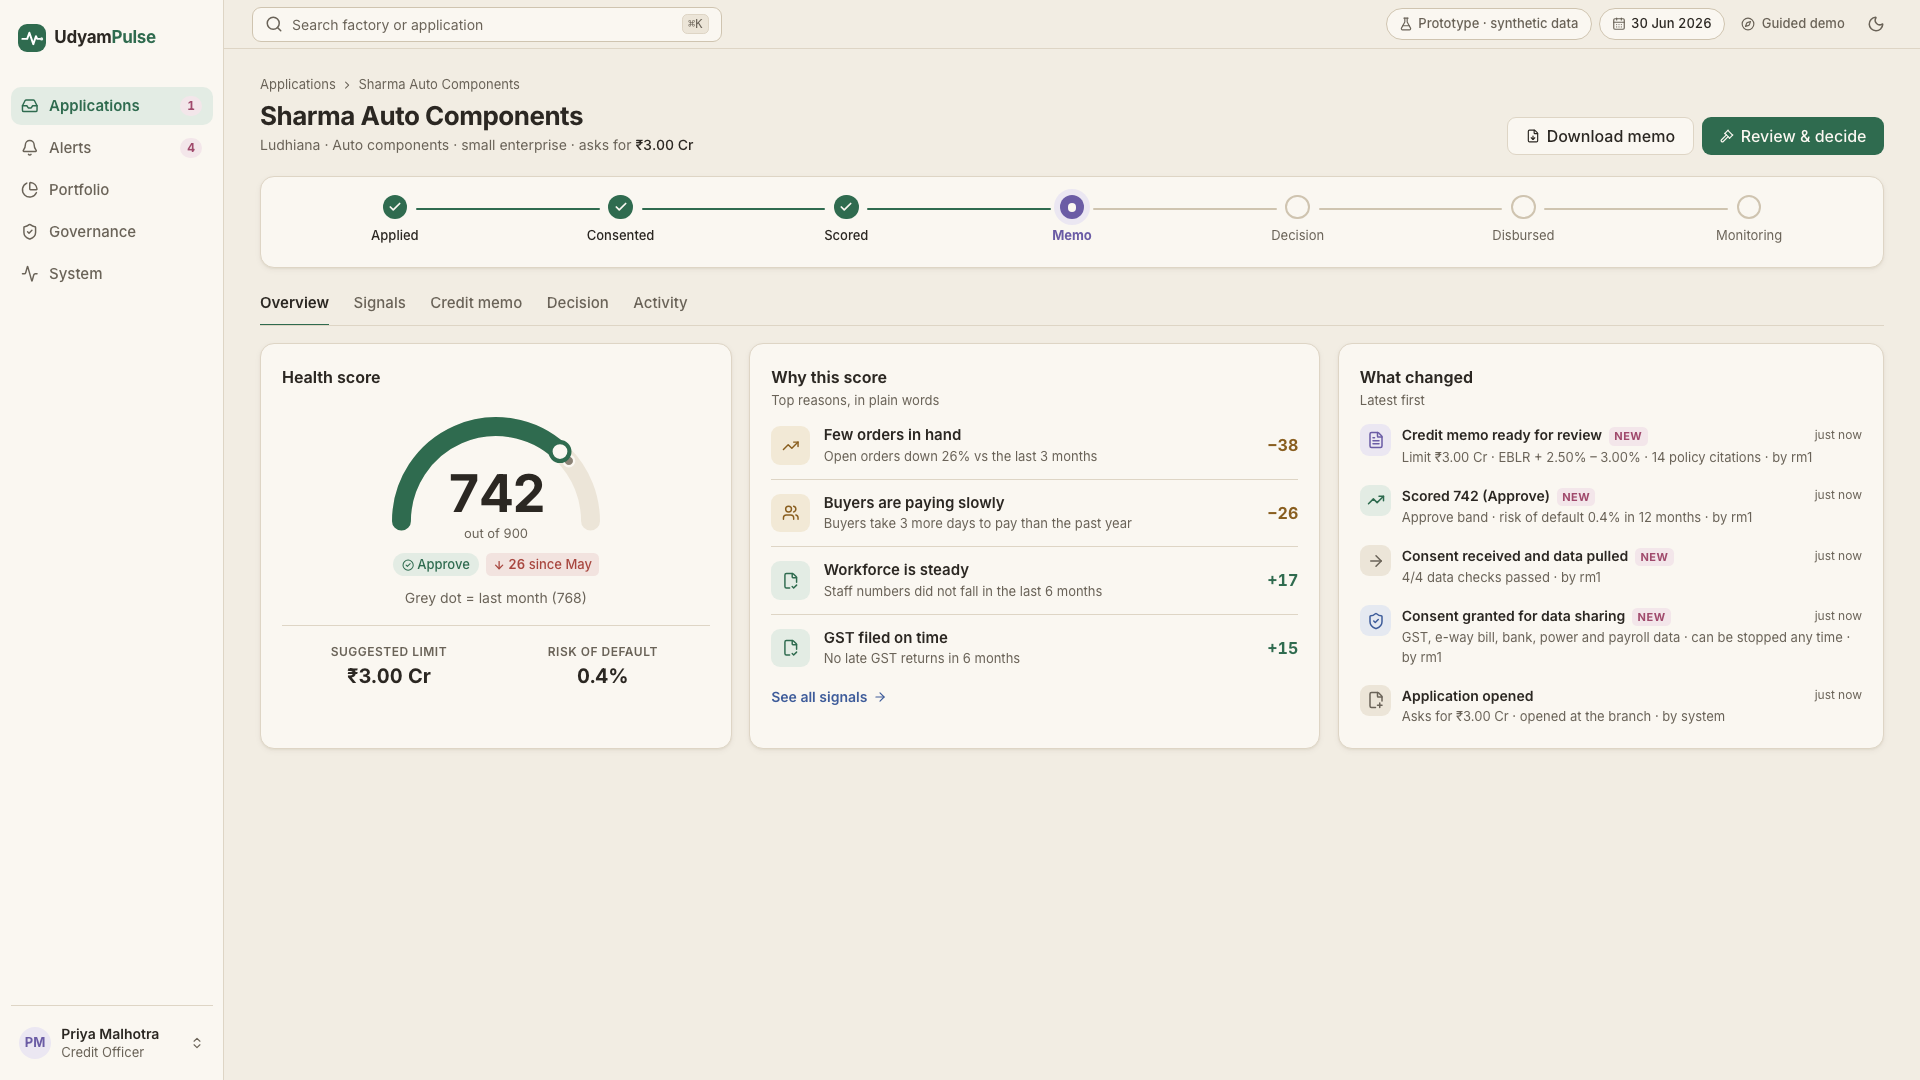 UdyamPulse
Search factory or application
⌘K
Prototype · synthetic data
30 Jun 2026
Guided demo
Applications
1
Alerts
4
Portfolio
Governance
System
Applications › Sharma Auto Components
Sharma Auto Components
Ludhiana · Auto components · small enterprise · asks for ₹3.00 Cr
Download memo
Review & decide
Applied
Consented
Scored
Memo
Decision
Disbursed
Monitoring
Overview
Signals
Credit memo
Decision
Activity
Health score
742
out of 900
Approve
↓ 26 since May
Grey dot = last month (768)
SUGGESTED LIMIT
₹3.00 Cr
RISK OF DEFAULT
0.4%
Why this score
Top reasons, in plain words
Few orders in hand
Open orders down 26% vs the last 3 months
−38
Buyers are paying slowly
Buyers take 3 more days to pay than the past year
−26
Workforce is steady
Staff numbers did not fall in the last 6 months
+17
GST filed on time
No late GST returns in 6 months
+15
See all signals →
What changed
Latest first
Credit memo ready for review NEW just now
Limit ₹3.00 Cr · EBLR + 2.50% – 3.00% · 14 policy citations · by rm1
Scored 742 (Approve) NEW just now
Approve band · risk of default 0.4% in 12 months · by rm1
Consent received and data pulled NEW just now
4/4 data checks passed · by rm1
Consent granted for data sharing NEW just now
GST, e-way bill, bank, power and payroll data · can be stopped any time ·
by rm1
Application opened just now
Asks for ₹3.00 Cr · opened at the branch · by system
PM
Priya Malhotra
Credit Officer